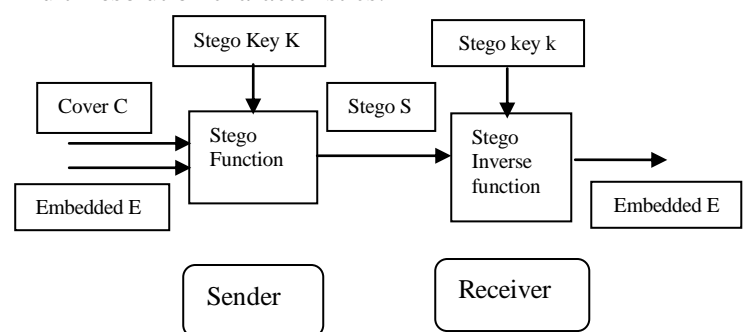 Stego Key K
Stego key k
Cover C
Stego S
Stego
Function
Stego
Inverse
function
Embedded E
Embedded E
Sender
Receiver